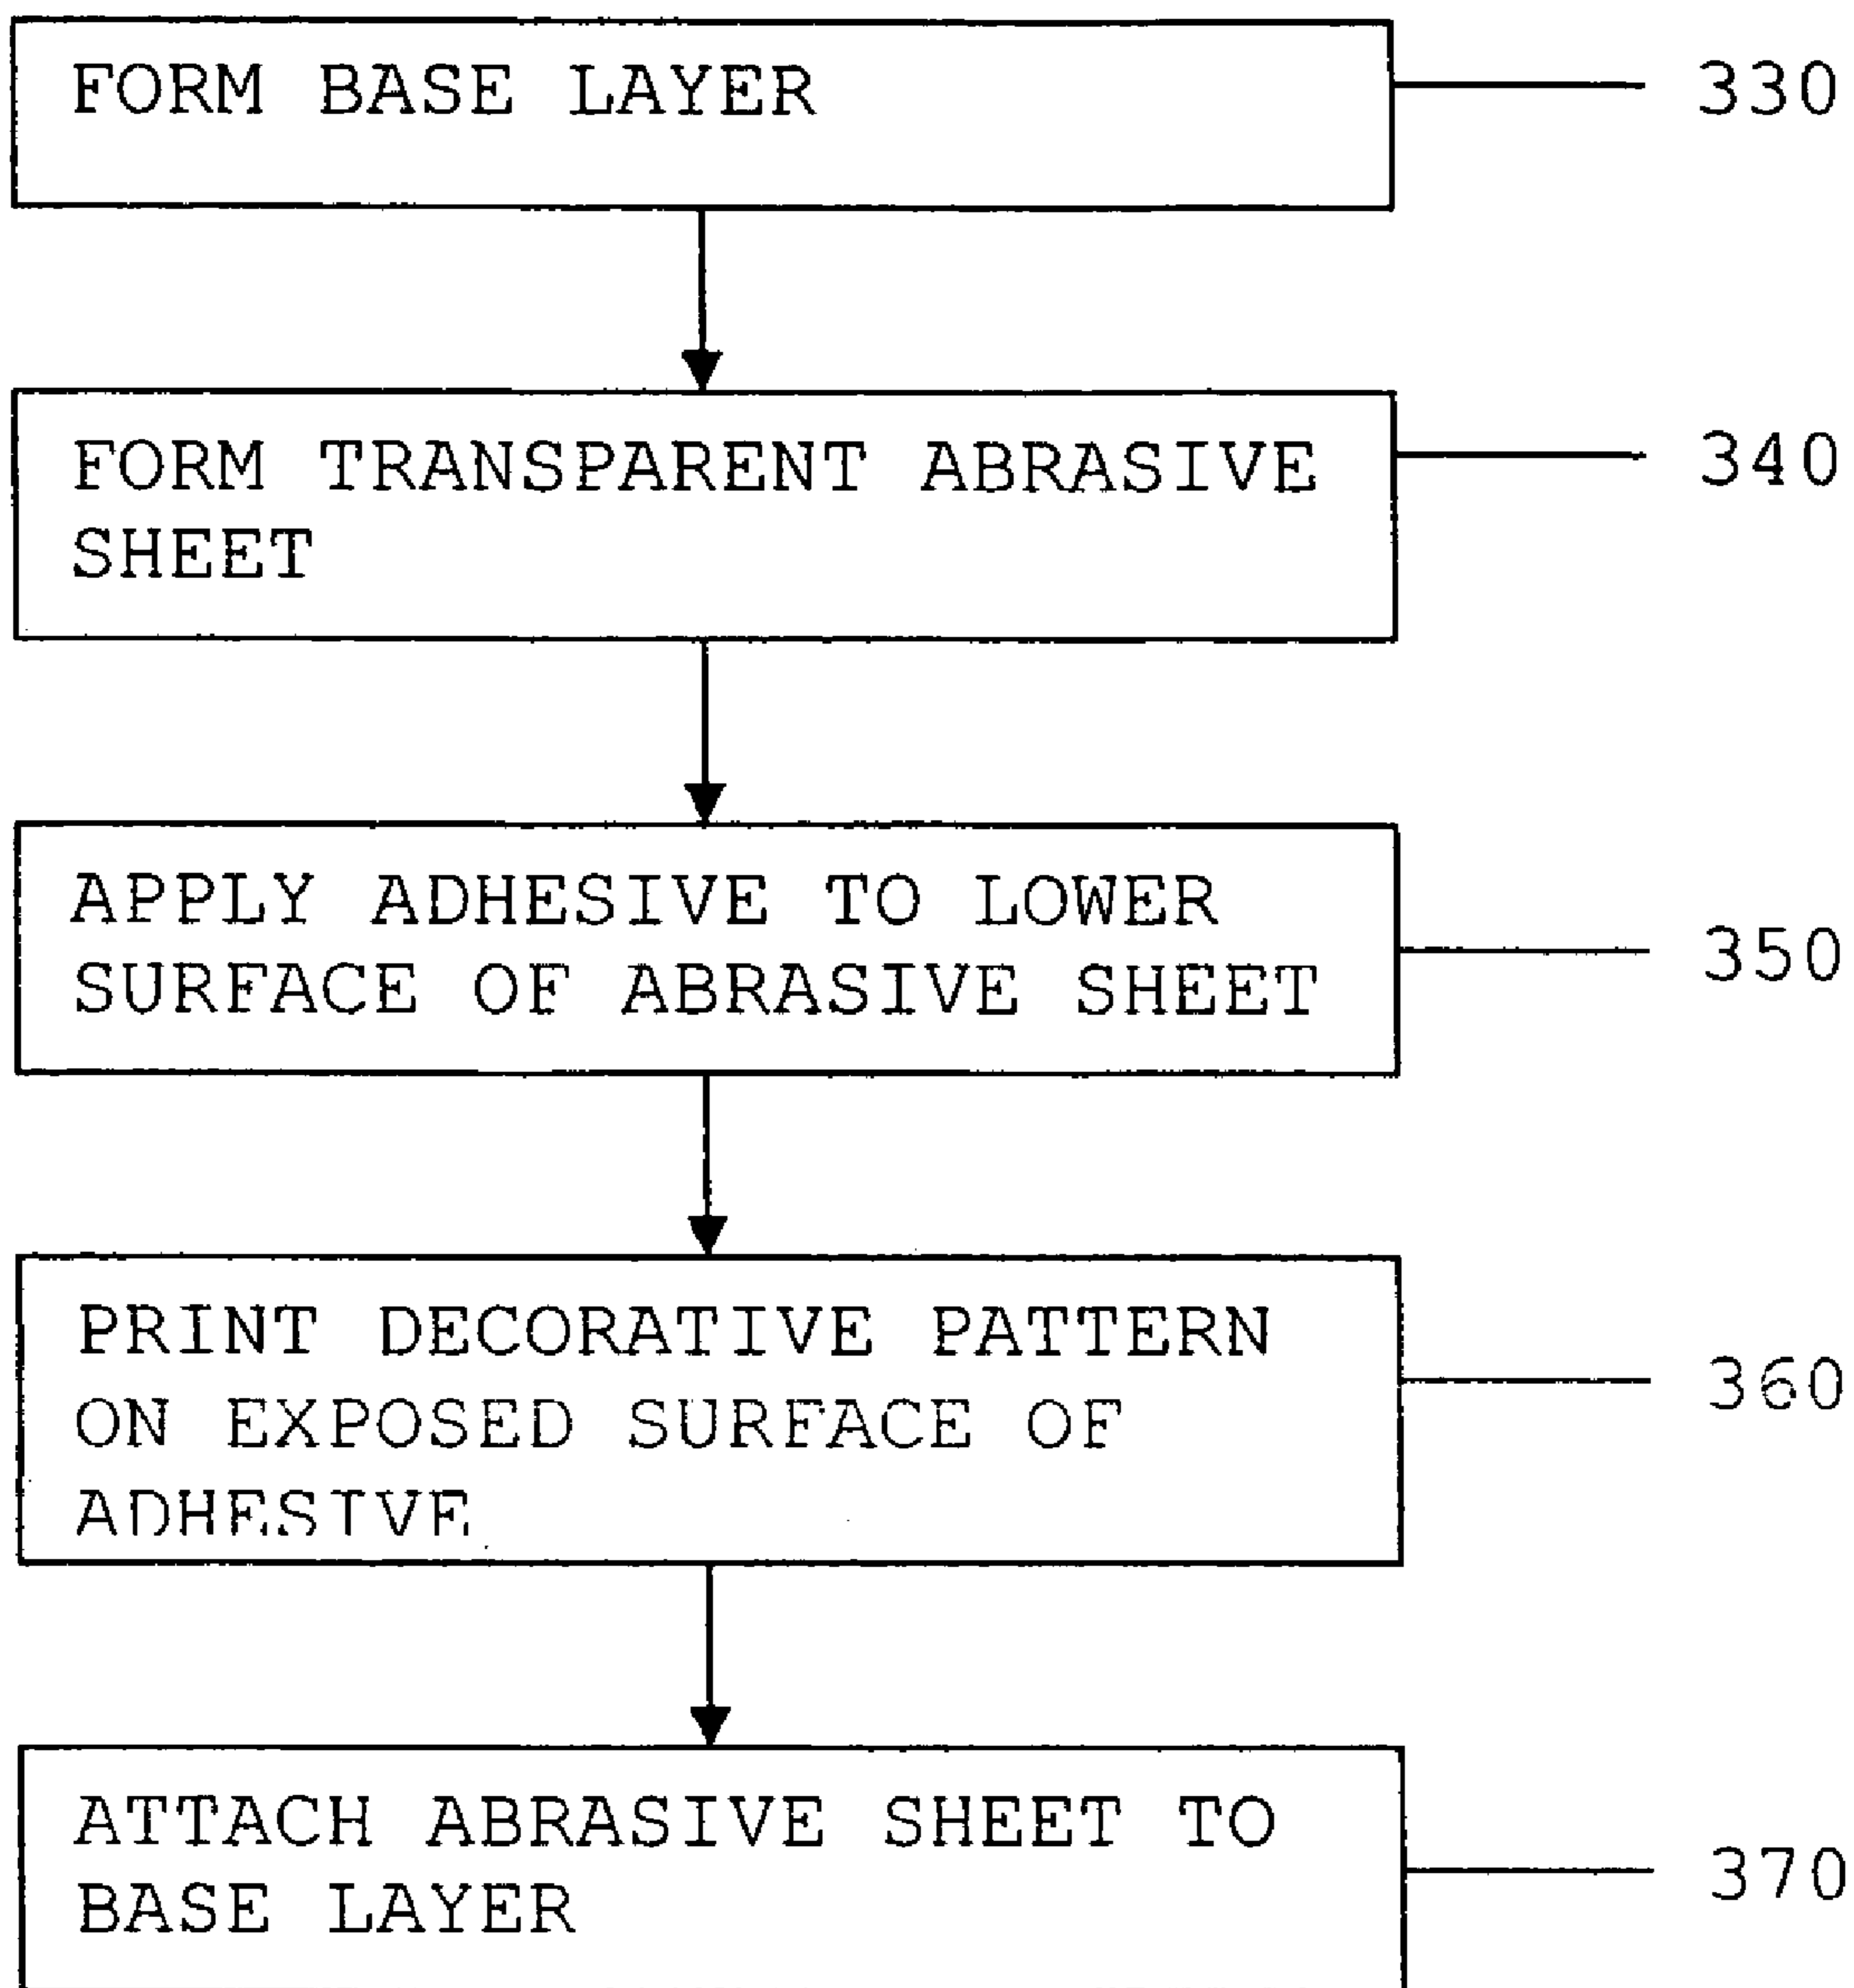 FORM BASE LAYER
330
FORM TRANSPARENT ABRASIVE
SHEET
340
APPLY ADHESIVE TO LOWER
SURFACE OF ABRASIVE SHEET
350
PRINT DECORATIVE PATTERN
ON EXPOSED SURFACE OF
ADHESIVE
360
ATTACH ABRASIVE SHEET TO
BASE LAYER
370